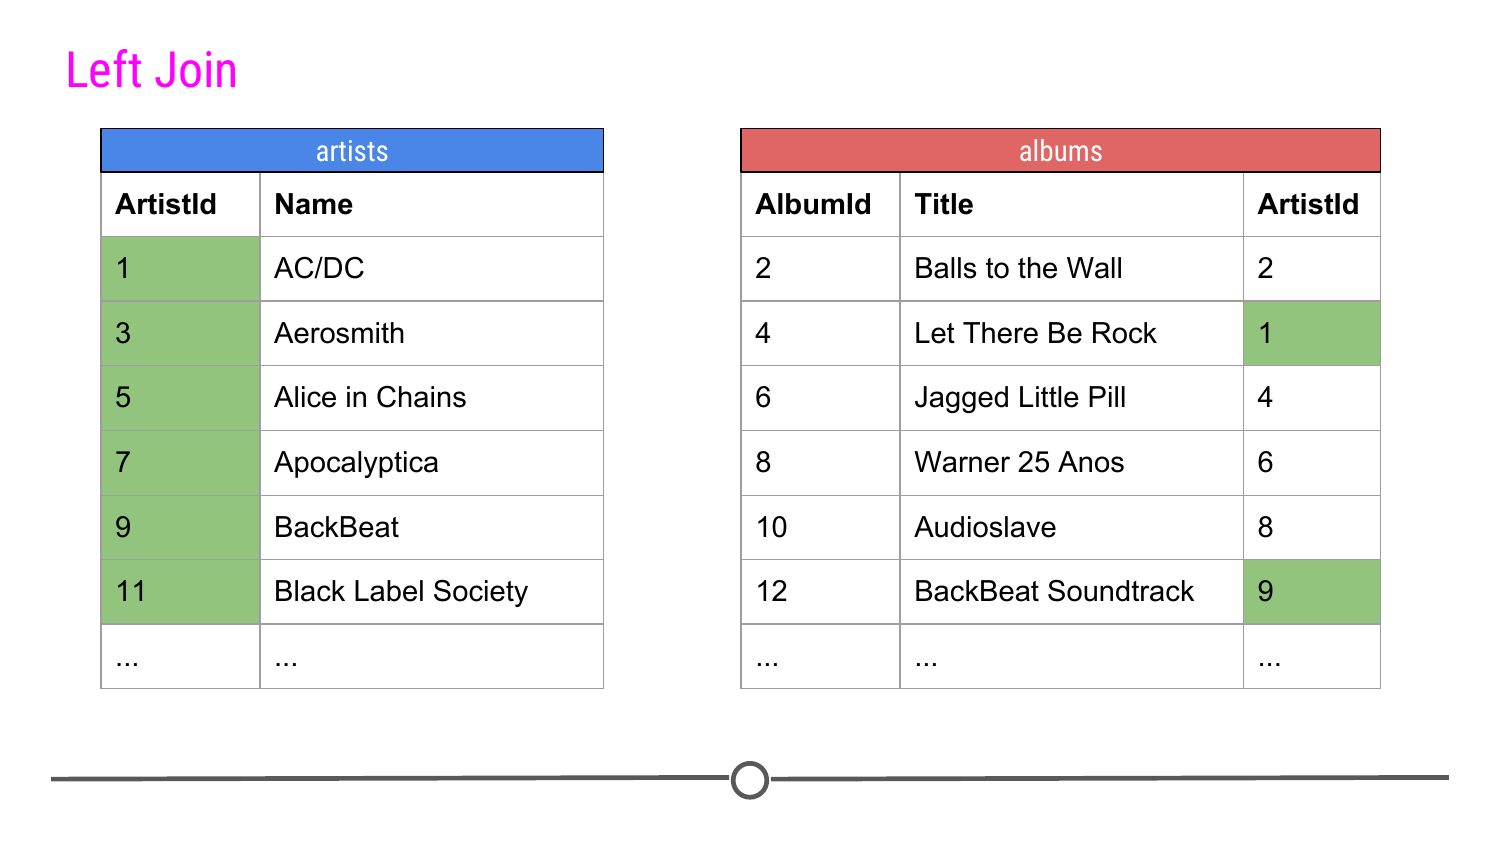 Left Join
artists
ArtistId Name
1 AC/DC
3 Aerosmith
5 Alice in Chains
7 Apocalyptica
9 BackBeat
11 Black Label Society
... ...
albums
AlbumId Title ArtistId
2 Balls to the Wall 2
4 Let There Be Rock 1
6 Jagged Little Pill 4
8 Warner 25 Anos 6
10 Audioslave 8
12 BackBeat Soundtrack 9
... ... ...